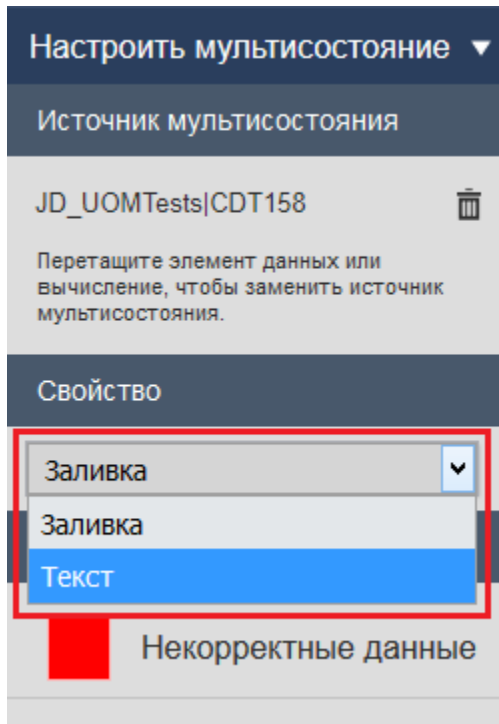 Настроить мультисостояние
Источник мультисостояния
JD_UOMTests|CDT158
Перетащите элемент данных или
вычисление, чтобы заменить источник
мультисостояния.
Свойство
Заливка
Заливка
Текст
Некорректные данные